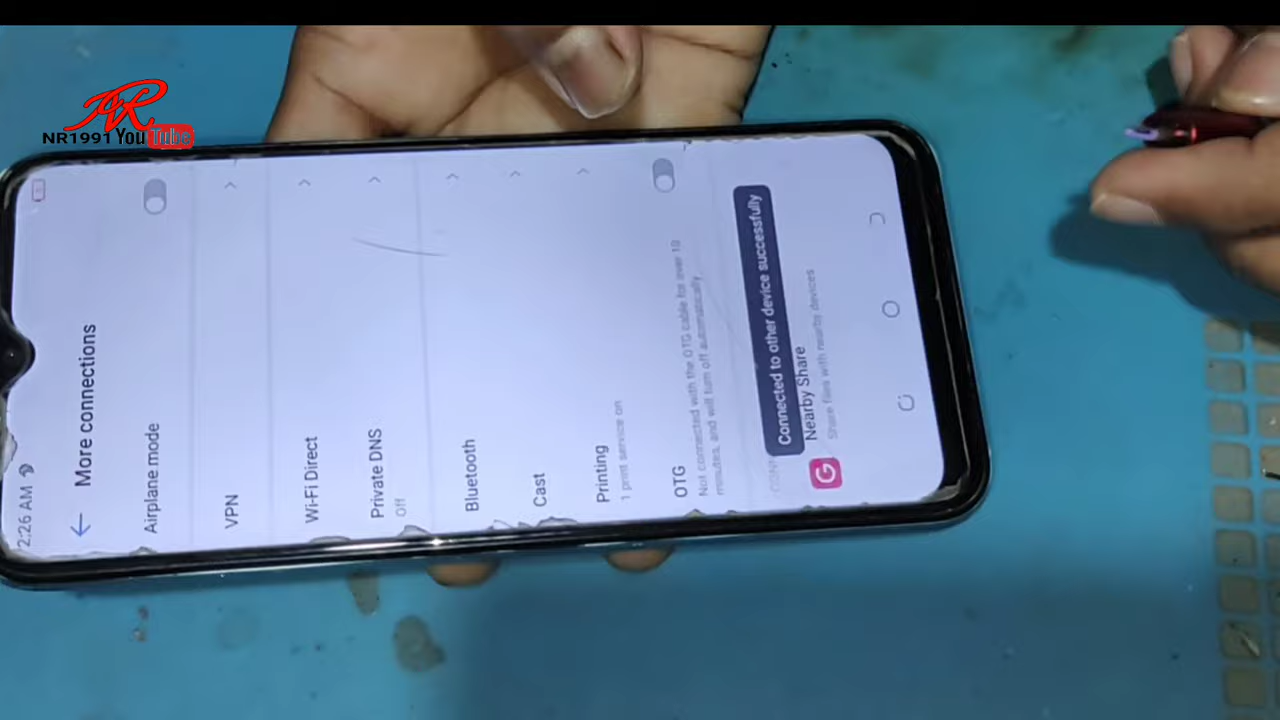 NR1991 YouTube
2:26 AM
More connections
Airplane mode
VPN
Wi-Fi Direct
Private DNS
Off
Bluetooth
Cast
Printing
1 print service on
OTG
Not connected with the OTG cable for over 10
minutes, and will turn off automatically
Connected to other device successfully
Nearby Share
Share files with nearby devices